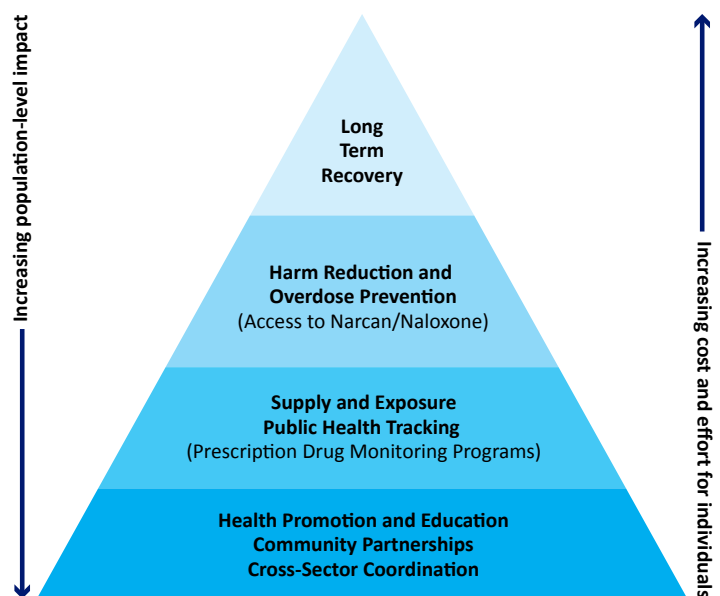 Increasing population-level impact
Long
Term
Recovery
Harm Reduction and
Overdose Prevention
(Access to Narcan/Naloxone)
Supply and Exposure
Public Health Tracking
(Prescription Drug Monitoring Programs)
Health Promotion and Education
Community Partnerships
Cross-Sector Coordination
Increasing cost and effort for individuals